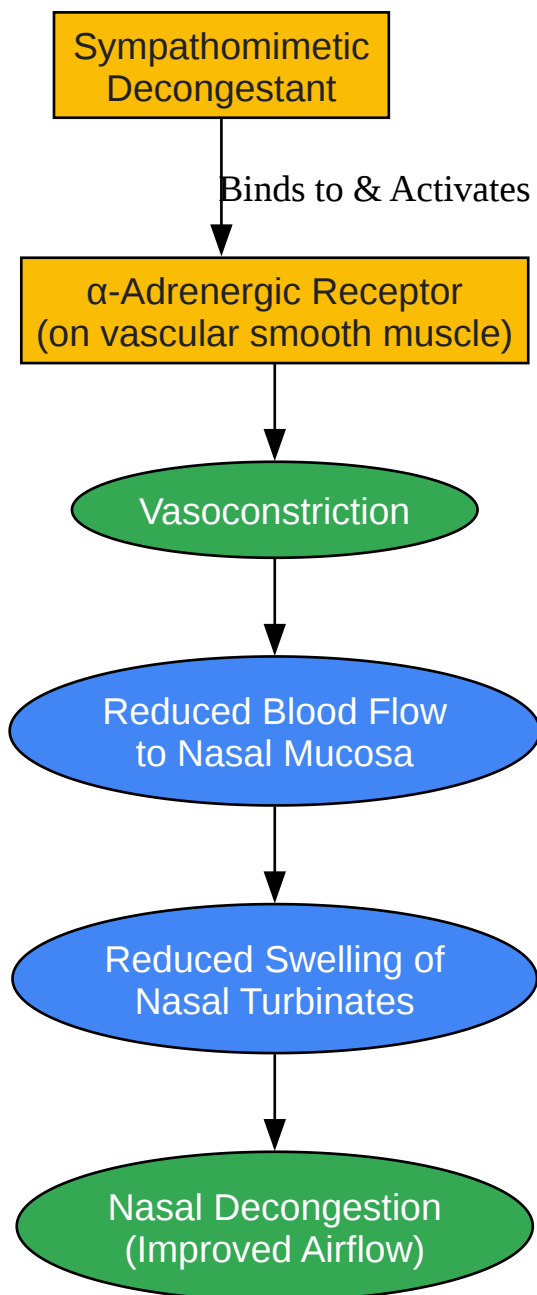 Sympathomimetic
Decongestant
Binds to & Activates
α-Adrenergic Receptor
(on vascular smooth muscle)
Vasoconstriction
Reduced Blood Flow
to Nasal Mucosa
Reduced Swelling of
Nasal Turbinates
Nasal Decongestion
(Improved Airflow)